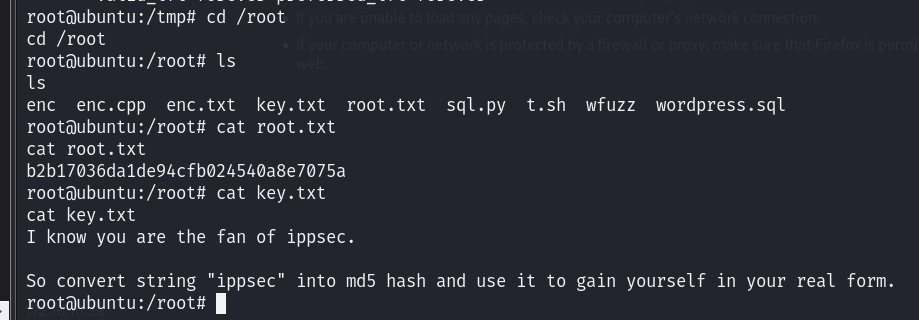 root@ubuntu:/tmp# cd /root
If you are unable to load any pages, check your computer's network connection.
cd /root
If your computer or network is protected by a firewall or proxy, make sure that Firefox is permi
root@ubuntu:/root# ls
web.
ls
enc enc.cpp enc.txt key.txt root.txt sql.py t.sh wfuzz wordpress.sql
root@ubuntu:/root# cat root.txt
cat root.txt
b2b17036da1de94cfb024540a8e7075a
root@ubuntu:/root# cat key.txt
cat key.txt
I know you are the fan of ippsec.
So convert string "ippsec" into md5 hash and use it to gain yourself in your real form.
root@ubuntu:/root#